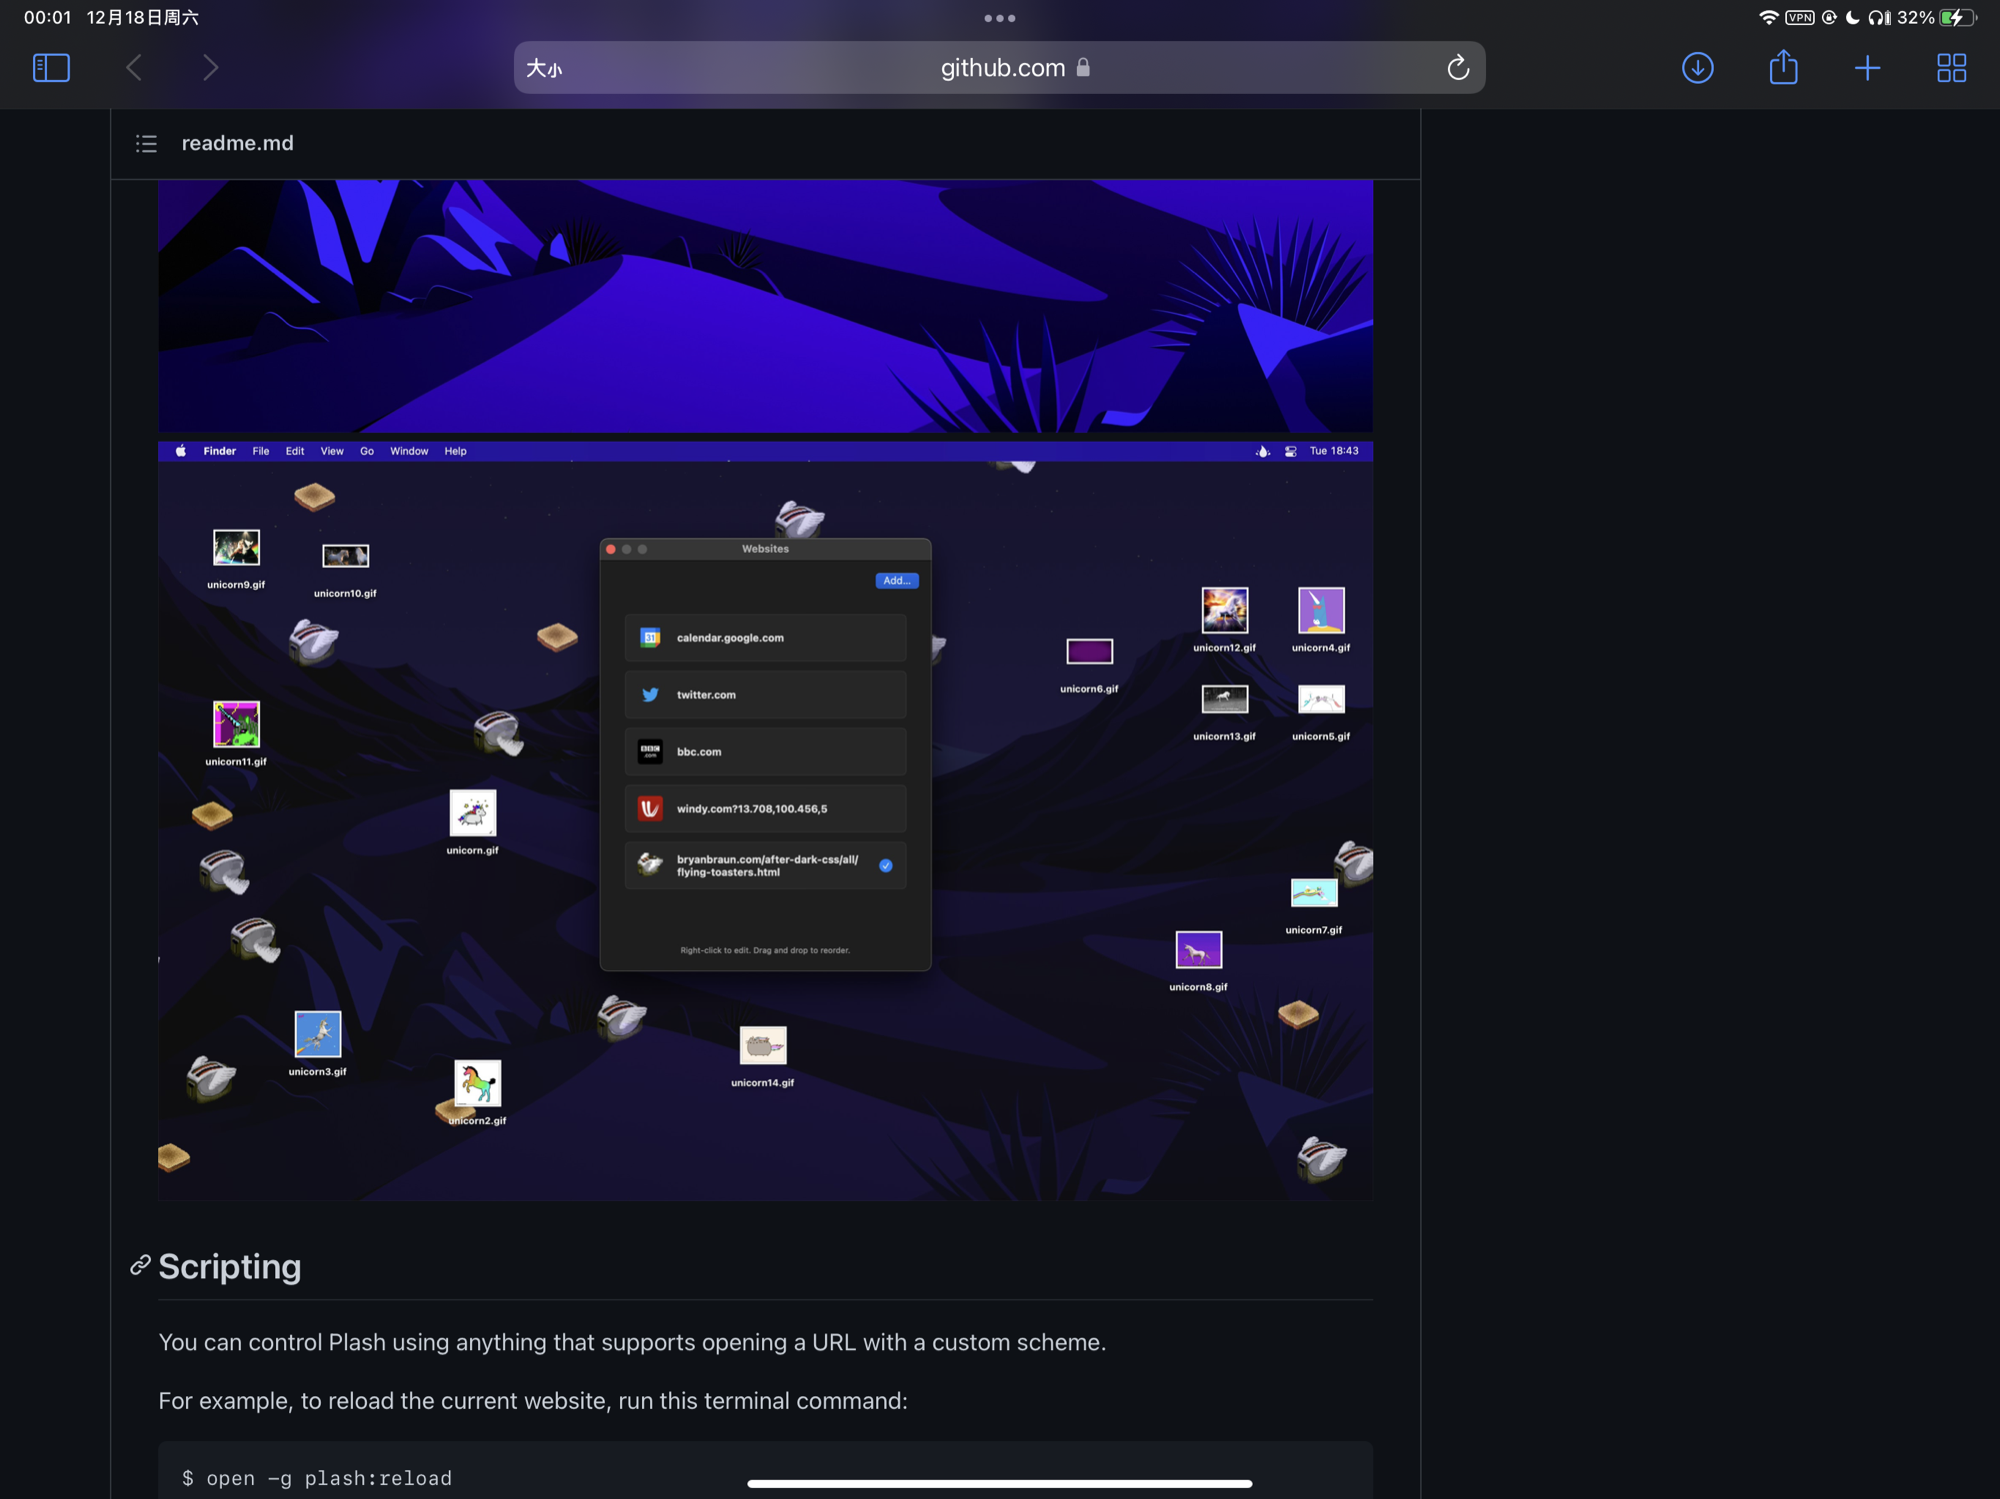 00:01 12月18日周六
VPN 32%
大小 github.com
readme.md
Finder File Edit View Go Window Help Tue 18:43
unicorn9.gif
unicorn10.gif
Websites
Add...
unicorn12.gif
unicorn4.gif
31 calendar.google.com
unicorn6.gif
twitter.com
unicorn13.gif
unicorn5.gif
BBC .com bbc.com
unicorn11.gif
windy.com?13.708,100.456,5
unicorn.gif
bryanbraun.com/after-dark-css/all/
flying-toasters.html
unicorn7.gif
Right-click to edit. Drag and drop to reorder.
unicorn8.gif
unicorn3.gif
unicorn14.gif
unicorn2.gif
Scripting
You can control Plash using anything that supports opening a URL with a custom scheme.
For example, to reload the current website, run this terminal command:
$ open -g plash:reload